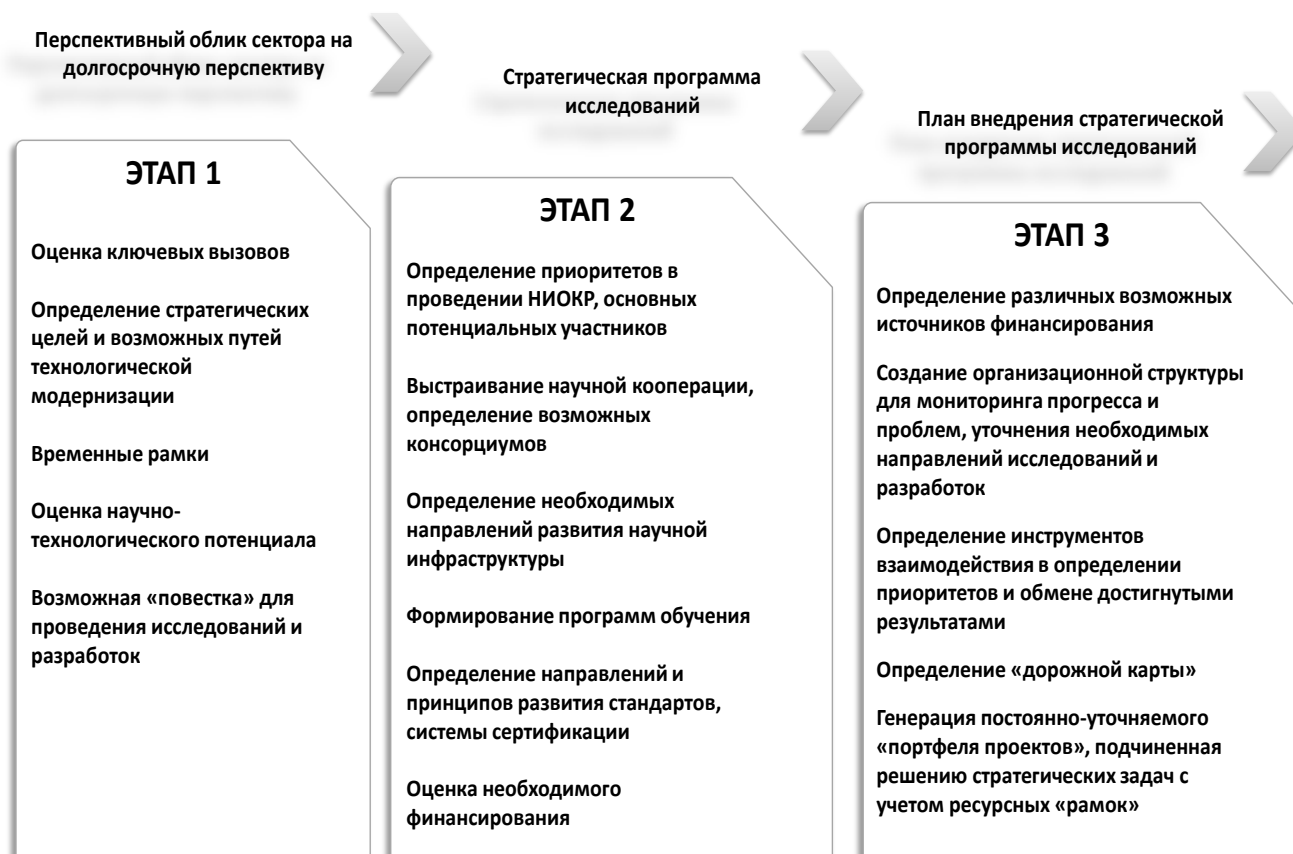 Перспективный облик сектора на
долгосрочную перспективу
Стратегическая программа
исследований
План внедрения стратегической
программы исследований
ЭТАП 1
Оценка ключевых вызовов
Определение стратегических
целей и возможных путей
технологической
модернизации
Временные рамки
Оценка научно-
технологического потенциала
Возможная «повестка» для
проведения исследований и
разработок
ЭТАП 2
Определение приоритетов в
проведении НИОКР, основных
потенциальных участников
Выстраивание научной кооперации,
определение возможных
консорциумов
Определение необходимых
направлений развития научной
инфраструктуры
Формирование программ обучения
Определение направлений и
принципов развития стандартов,
системы сертификации
Оценка необходимого
финансирования
ЭТАП 3
Определение различных возможных
источников финансирования
Создание организационной структуры
для мониторинга прогресса и
проблем, уточнения необходимых
направлений исследований и
разработок
Определение инструментов
взаимодействия в определении
приоритетов и обмене достигнутыми
результатами
Определение «дорожной карты»
Генерация постоянно-уточняемого
«портфеля проектов», подчиненная
решению стратегических задач с
учетом ресурсных «рамок»